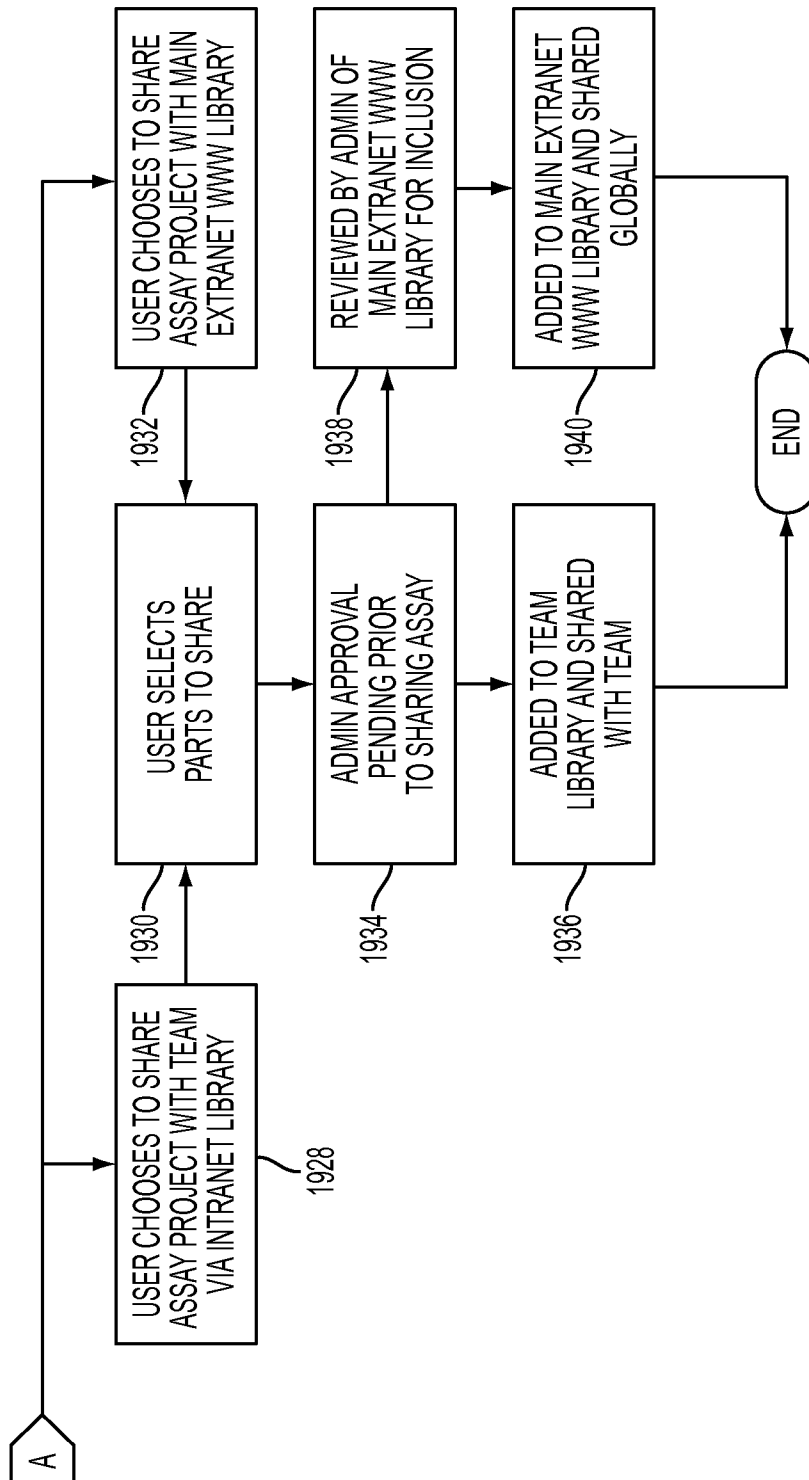 A
USER CHOOSES TO SHARE
ASSAY PROJECT WITH TEAM
VIA INTRANET LIBRARY
1928
USER SELECTS
PARTS TO SHARE
1930
USER CHOOSES TO SHARE
ASSAY PROJECT WITH MAIN
EXTRANET WWW LIBRARY
1932
ADMIN APPROVAL
PENDING PRIOR
TO SHARING ASSAY
1934
REVIEWED BY ADMIN OF
MAIN EXTRANET WWW
LIBRARY FOR INCLUSION
1938
ADDED TO TEAM
LIBRARY AND SHARED
WITH TEAM
1936
ADDED TO MAIN EXTRANET
WWW LIBRARY AND SHARED
GLOBALLY
1940
END